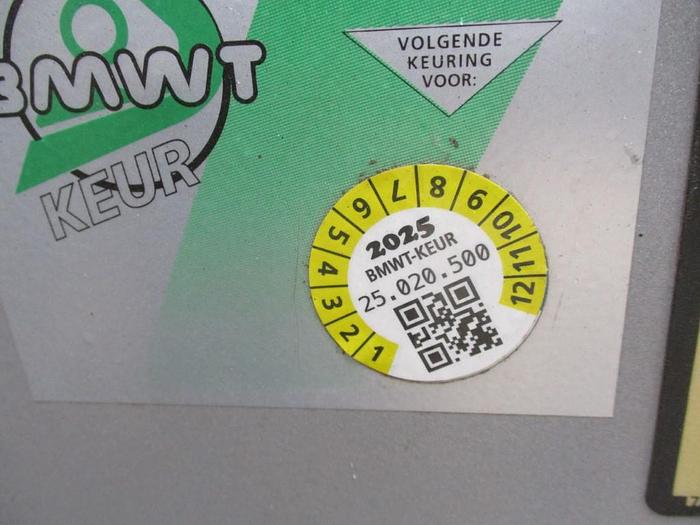 BMWT
KEUR
VOLGENDE
KEURING
VOOR:
1 2 3 4 5 6 7 8 9 10 11 12
2025
BMWT-KEUR
25.020.500